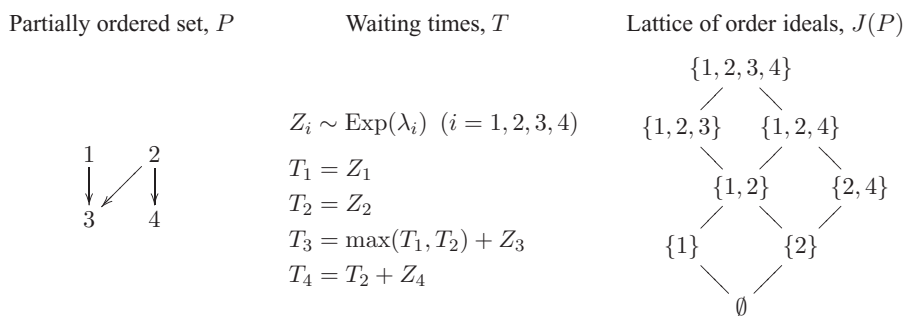 Partially ordered set, P
1 2
3 4
Waiting times, T
Z_i ∼ Exp(λ_i) (i = 1, 2, 3, 4)
T_1 = Z_1
T_2 = Z_2
T_3 = max(T_1, T_2) + Z_3
T_4 = T_2 + Z_4
Lattice of order ideals, J(P)
{1, 2, 3, 4}
{1, 2, 3} {1, 2, 4}
{1, 2} {2, 4}
{1} {2}
∅